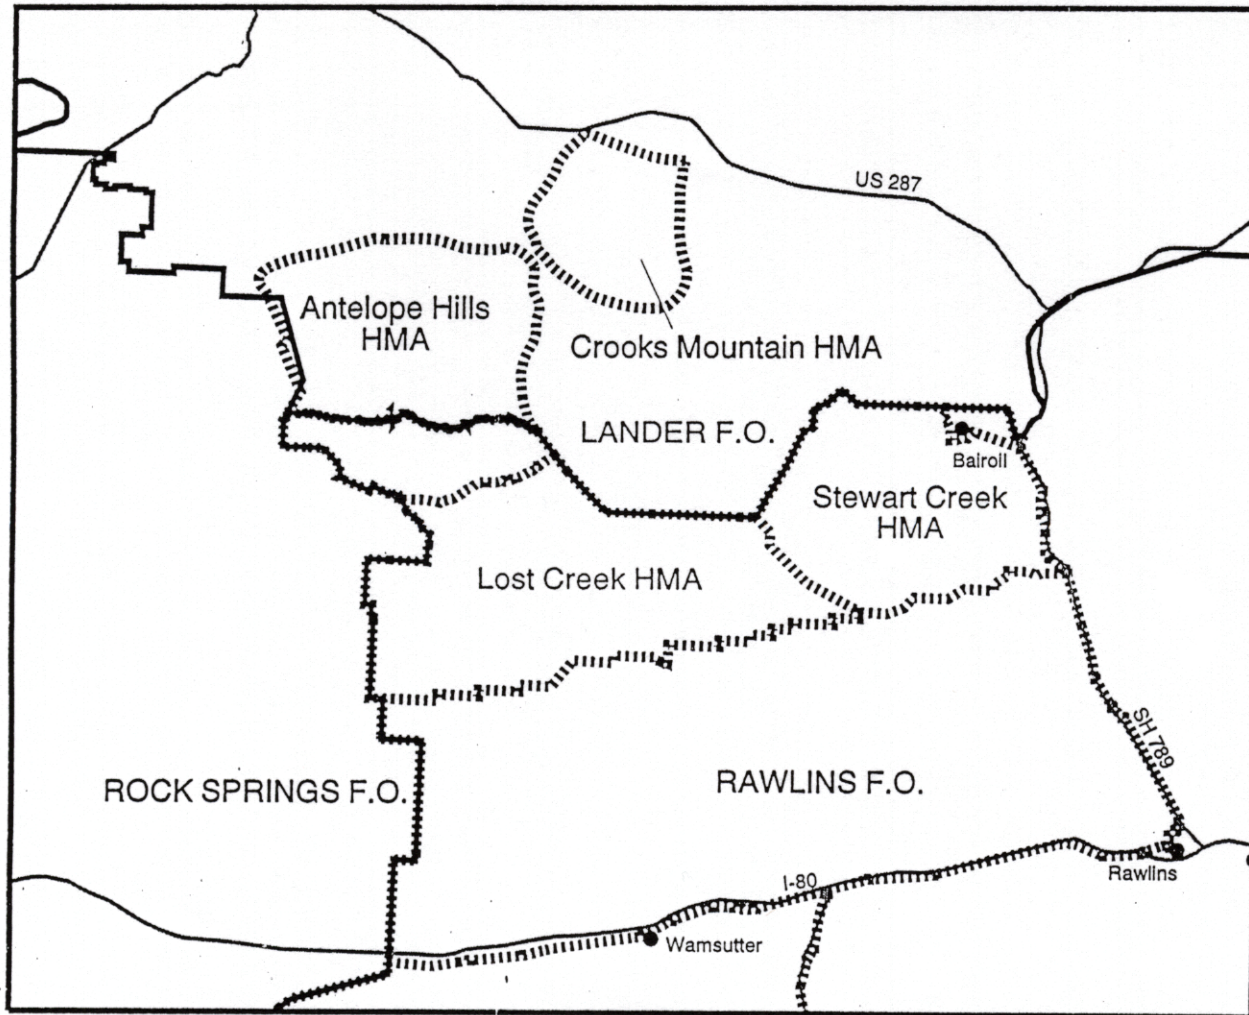 US 287
Antelope Hills
HMA
Crooks Mountain HMA
LANDER F.O.
Bairoll
Stewart Creek
HMA
Lost Creek HMA
SH 789
ROCK SPRINGS F.O.
RAWLINS F.O.
I-80
Rawlins
Wamsutter